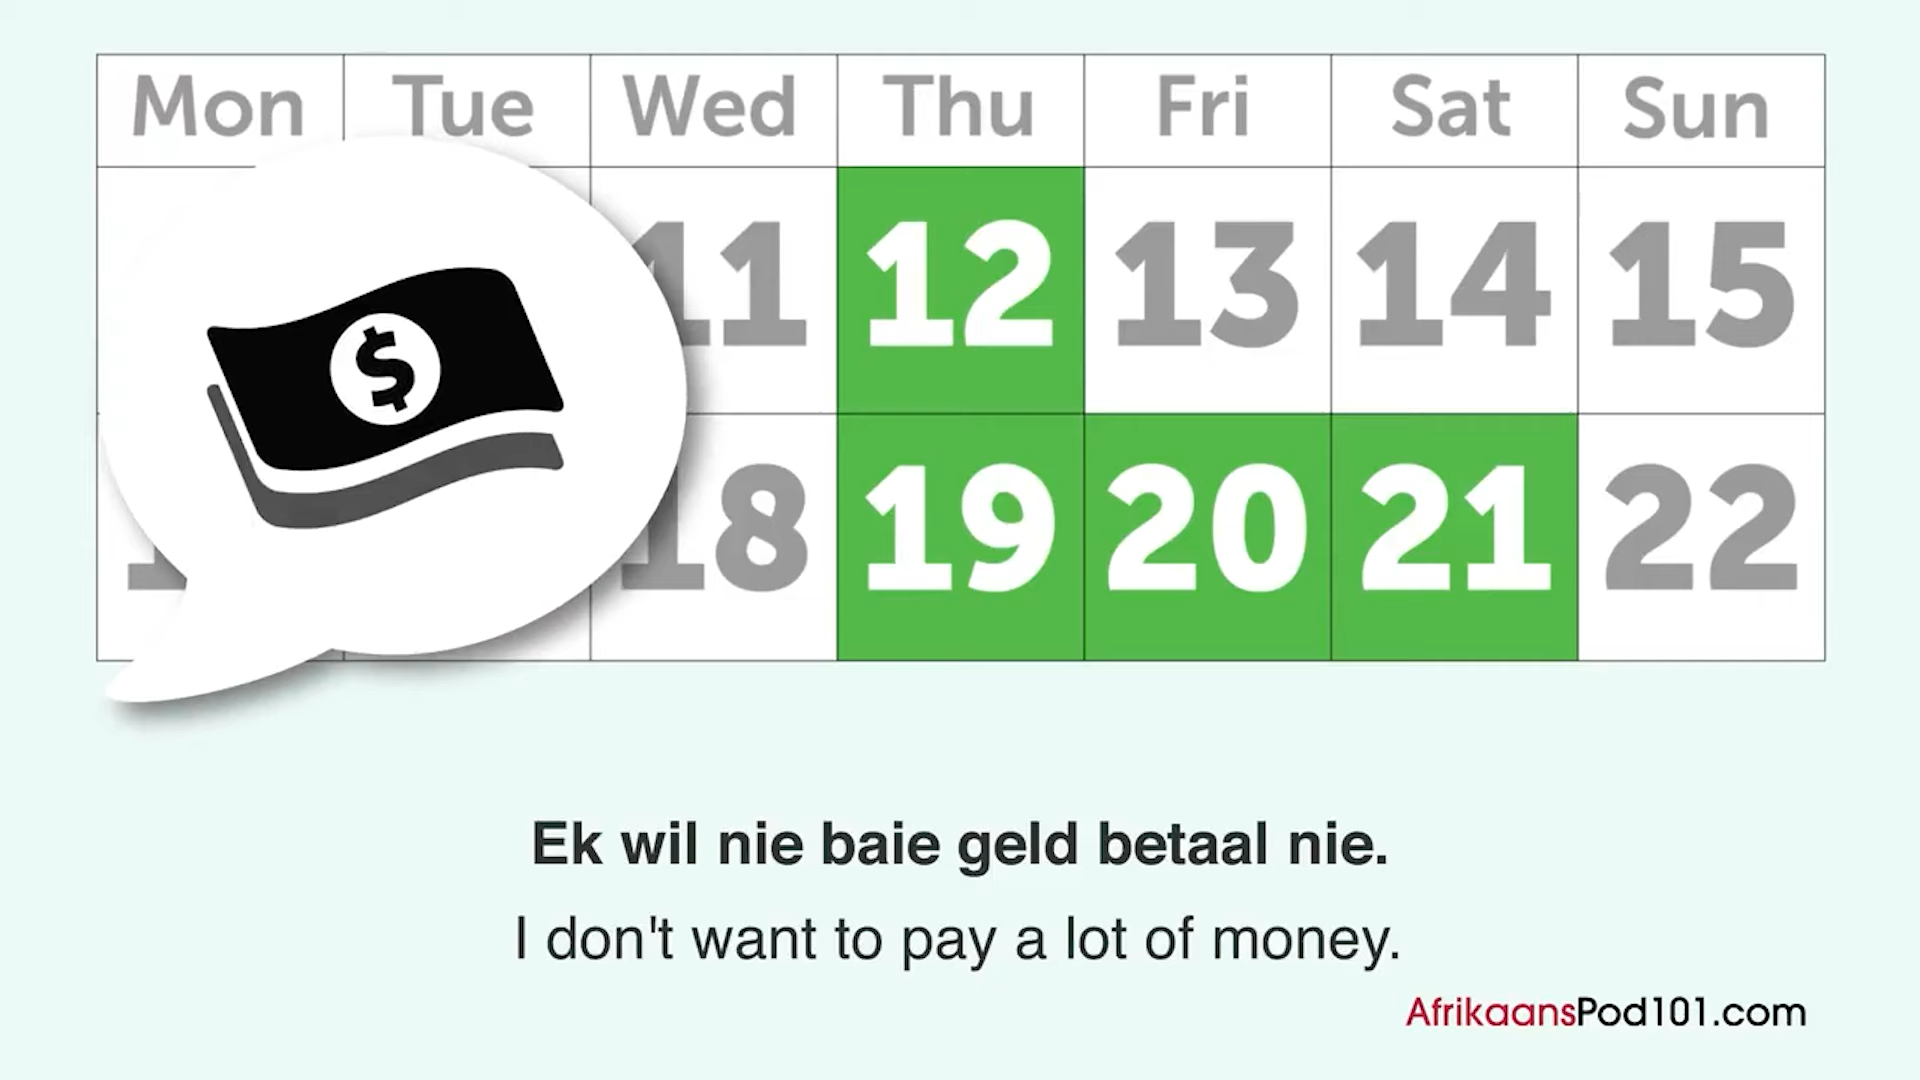 Mon Tue Wed Thu Fri Sat Sun
11 12 13 14 15
$
18 19 20 21 22
Ek wil nie baie geld betaal nie.
I don't want to pay a lot of money.
AfrikaansPod101.com